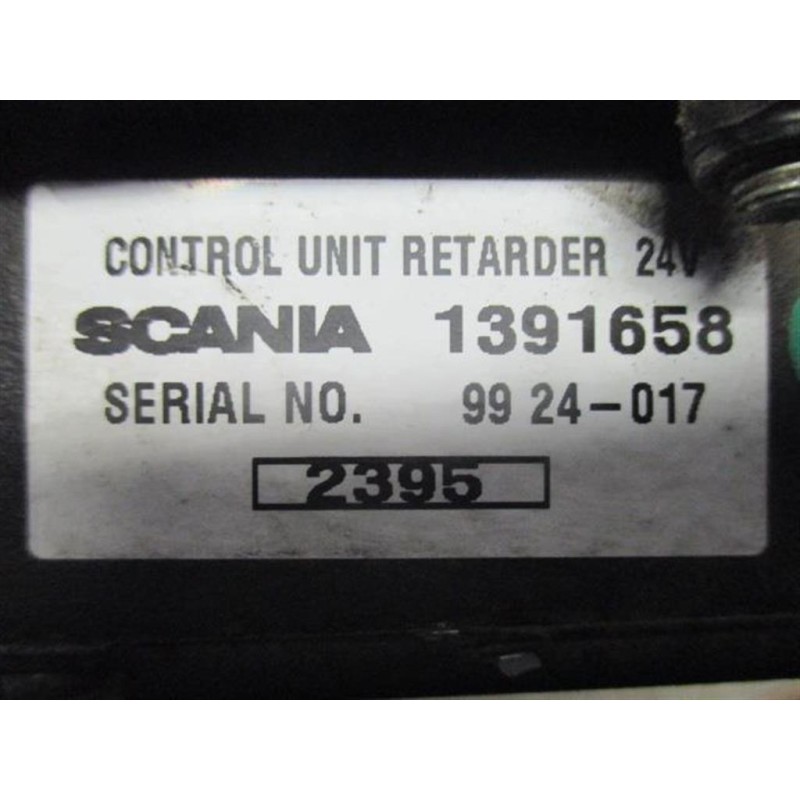 CONTROL UNIT RETARDER 24V
SCANIA 1391658
SERIAL NO. 99 24-017
2395